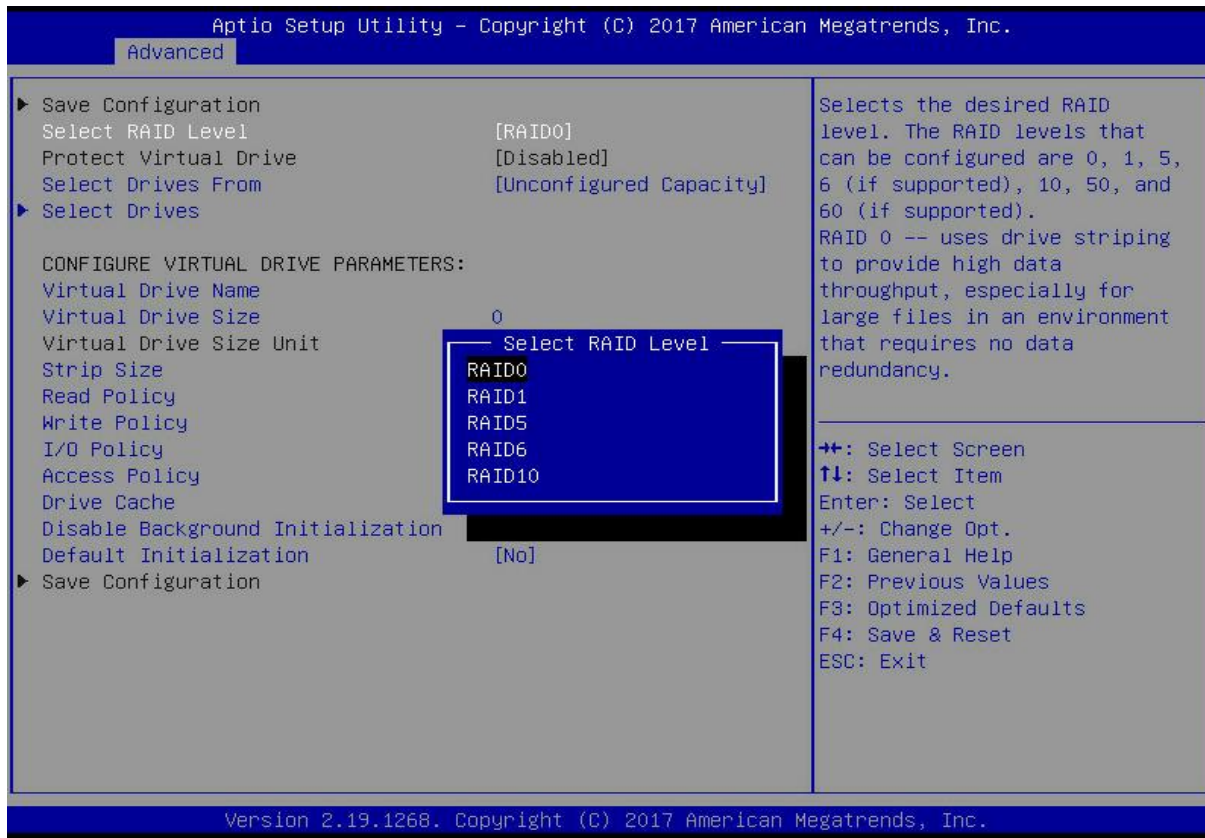 Aptio Setup Utility – Copyright (C) 2017 American Megatrends, Inc.
Advanced
▶ Save Configuration
Select RAID Level [RAID0]
Protect Virtual Drive [Disabled]
Select Drives From [Unconfigured Capacity]
▶ Select Drives
CONFIGURE VIRTUAL DRIVE PARAMETERS:
Virtual Drive Name
Virtual Drive Size 0
Virtual Drive Size Unit
Strip Size
Read Policy
Write Policy
I/O Policy
Access Policy
Drive Cache
Disable Background Initialization
Default Initialization [No]
▶ Save Configuration
Select RAID Level
RAID0
RAID1
RAID5
RAID6
RAID10
Selects the desired RAID
level. The RAID levels that
can be configured are 0, 1, 5,
6 (if supported), 10, 50, and
60 (if supported).
RAID 0 -- uses drive striping
to provide high data
throughput, especially for
large files in an environment
that requires no data
redundancy.
→←: Select Screen
↑↓: Select Item
Enter: Select
+/-: Change Opt.
F1: General Help
F2: Previous Values
F3: Optimized Defaults
F4: Save & Reset
ESC: Exit
Version 2.19.1268. Copyright (C) 2017 American Megatrends, Inc.